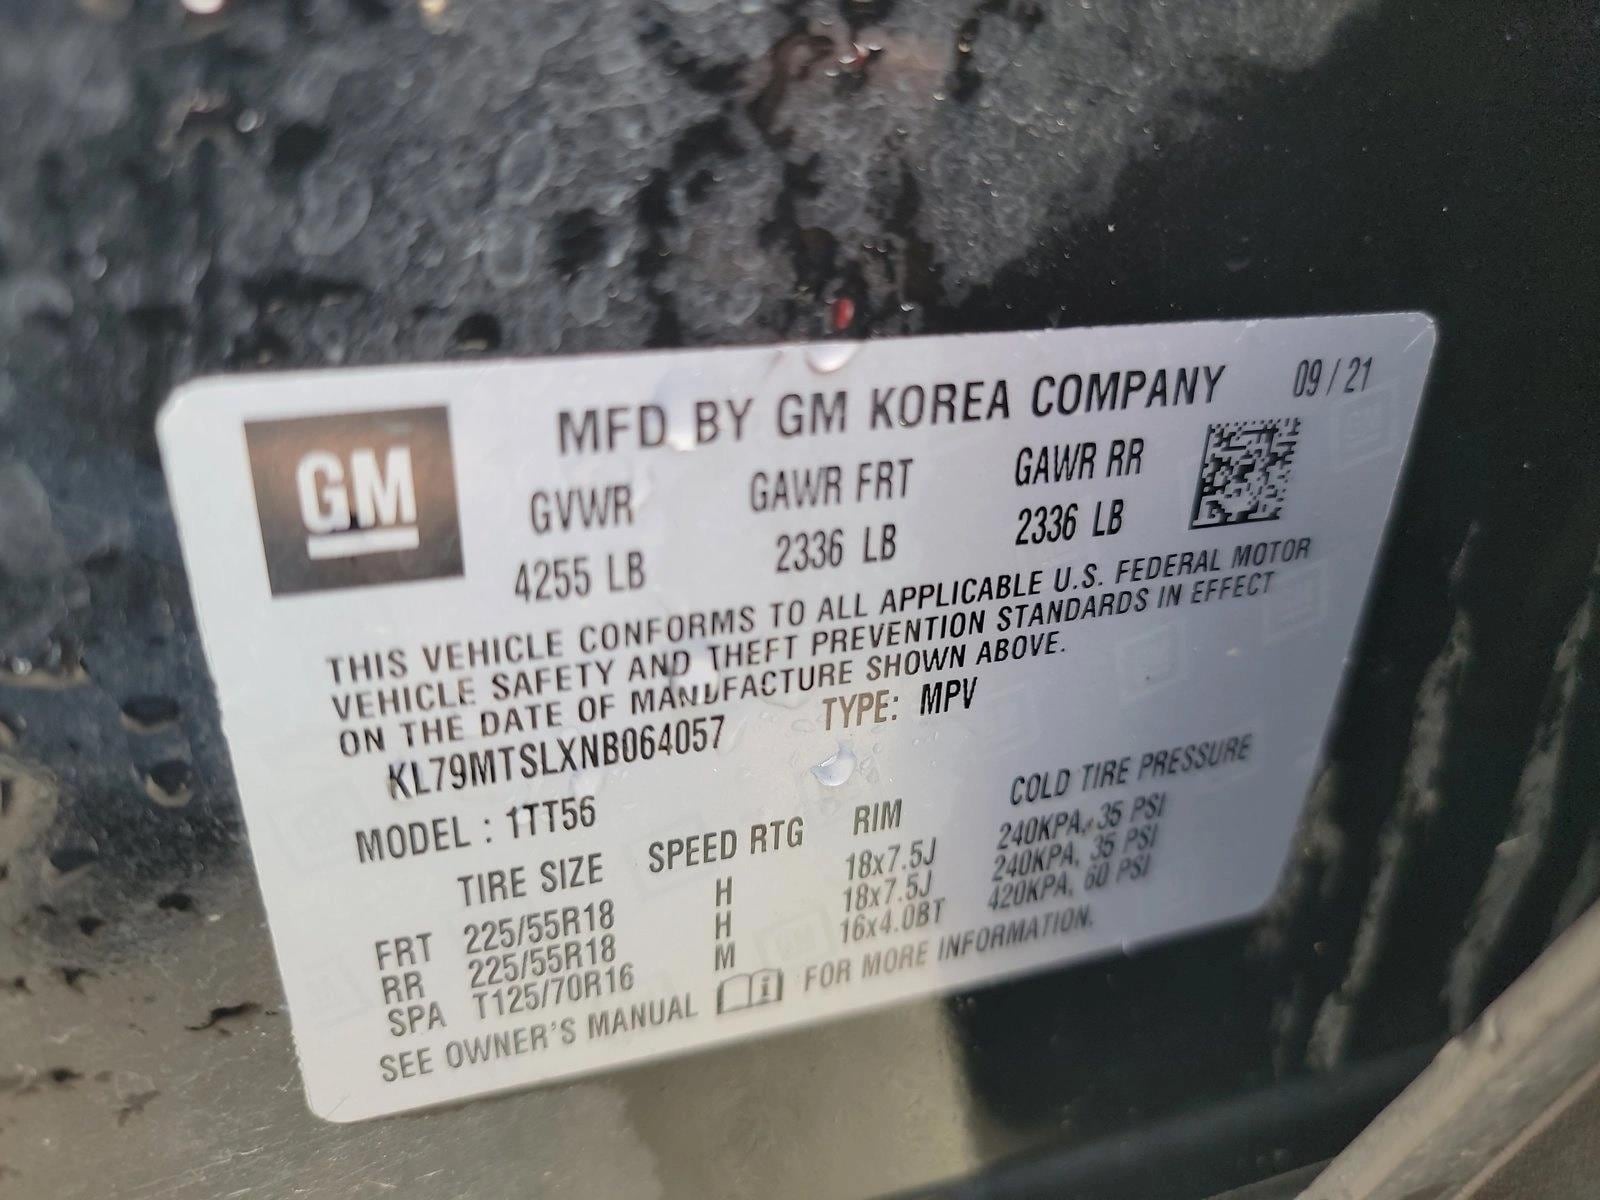 GM
MFD BY GM KOREA COMPANY 09/21
GVWR GAWR FRT GAWR RR
4255 LB 2336 LB 2336 LB
THIS VEHICLE CONFORMS TO ALL APPLICABLE U.S. FEDERAL MOTOR
VEHICLE SAFETY AND THEFT PREVENTION STANDARDS IN EFFECT
ON THE DATE OF MANUFACTURE SHOWN ABOVE.
KL79MTSLXNB064057 TYPE: MPV
MODEL : 1TT56
TIRE SIZE SPEED RTG RIM COLD TIRE PRESSURE
FRT 225/55R18 H 18x7.5J 240KPA, 35 PSI
RR 225/55R18 H 18x7.5J 240KPA, 35 PSI
SPA T125/70R16 M 16x4.0BT 420KPA, 60 PSI
SEE OWNER'S MANUAL FOR MORE INFORMATION.